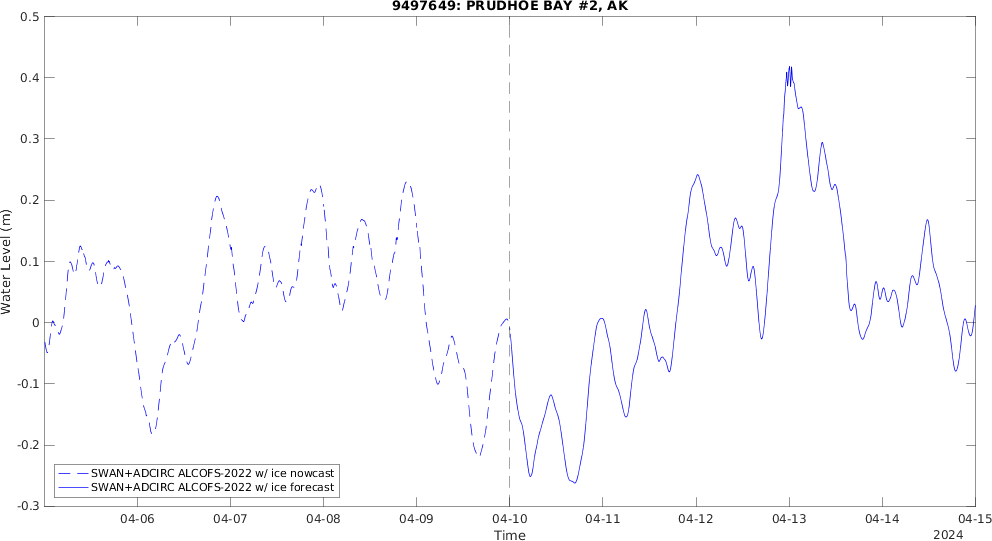 9497649: PRUDHOE BAY #2, AK
0.5
0.4
0.3
0.2
0.1
0
-0.1
-0.2
-0.3
Water Level (m)
SWAN+ADCIRC ALCOFS-2022 w/ ice nowcast
SWAN+ADCIRC ALCOFS-2022 w/ ice forecast
04-06 04-07 04-08 04-09 04-10 04-11 04-12 04-13 04-14 04-15
Time
2024